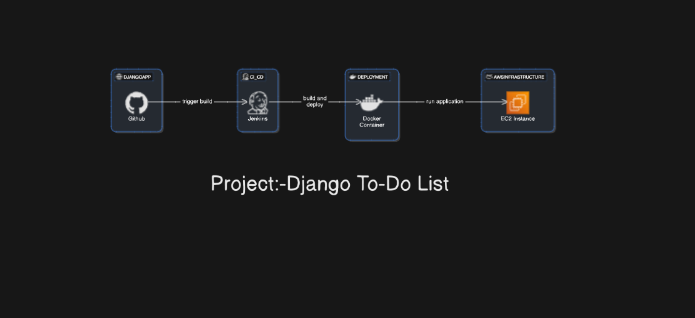 DJANGOAPP
Github
trigger build
CI_CD
Jenkins
build and
deploy
DEPLOYMENT
Docker
Container
run application
AWSINFRASTRUCTURE
EC2 Instance
Project:-Django To-Do List